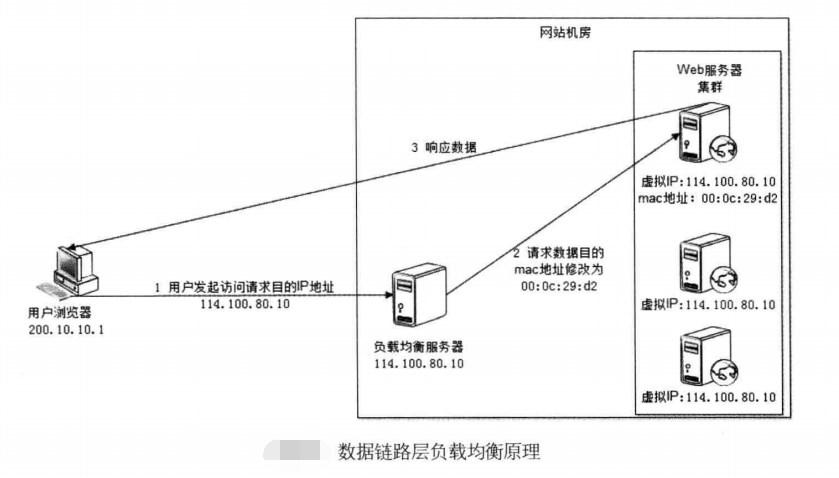 网站机房
Web服务器
集群
3 响应数据
虚拟IP:114.100.80.10
mac地址: 00:0c:29:d2
2 请求数据目的
mac地址修改为
00:0c:29:d2
1 用户发起访问请求目的IP地址
114.100.80.10
用户浏览器
200.10.10.1
负载均衡服务器
114.100.80.10
虚拟IP:114.100.80.10
虚拟IP:114.100.80.10
数据链路层负载均衡原理